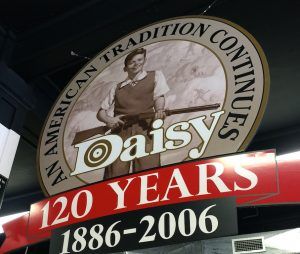 AN AMERICAN TRADITION CONTINUES
Daisy
120 YEARS
1886-2006